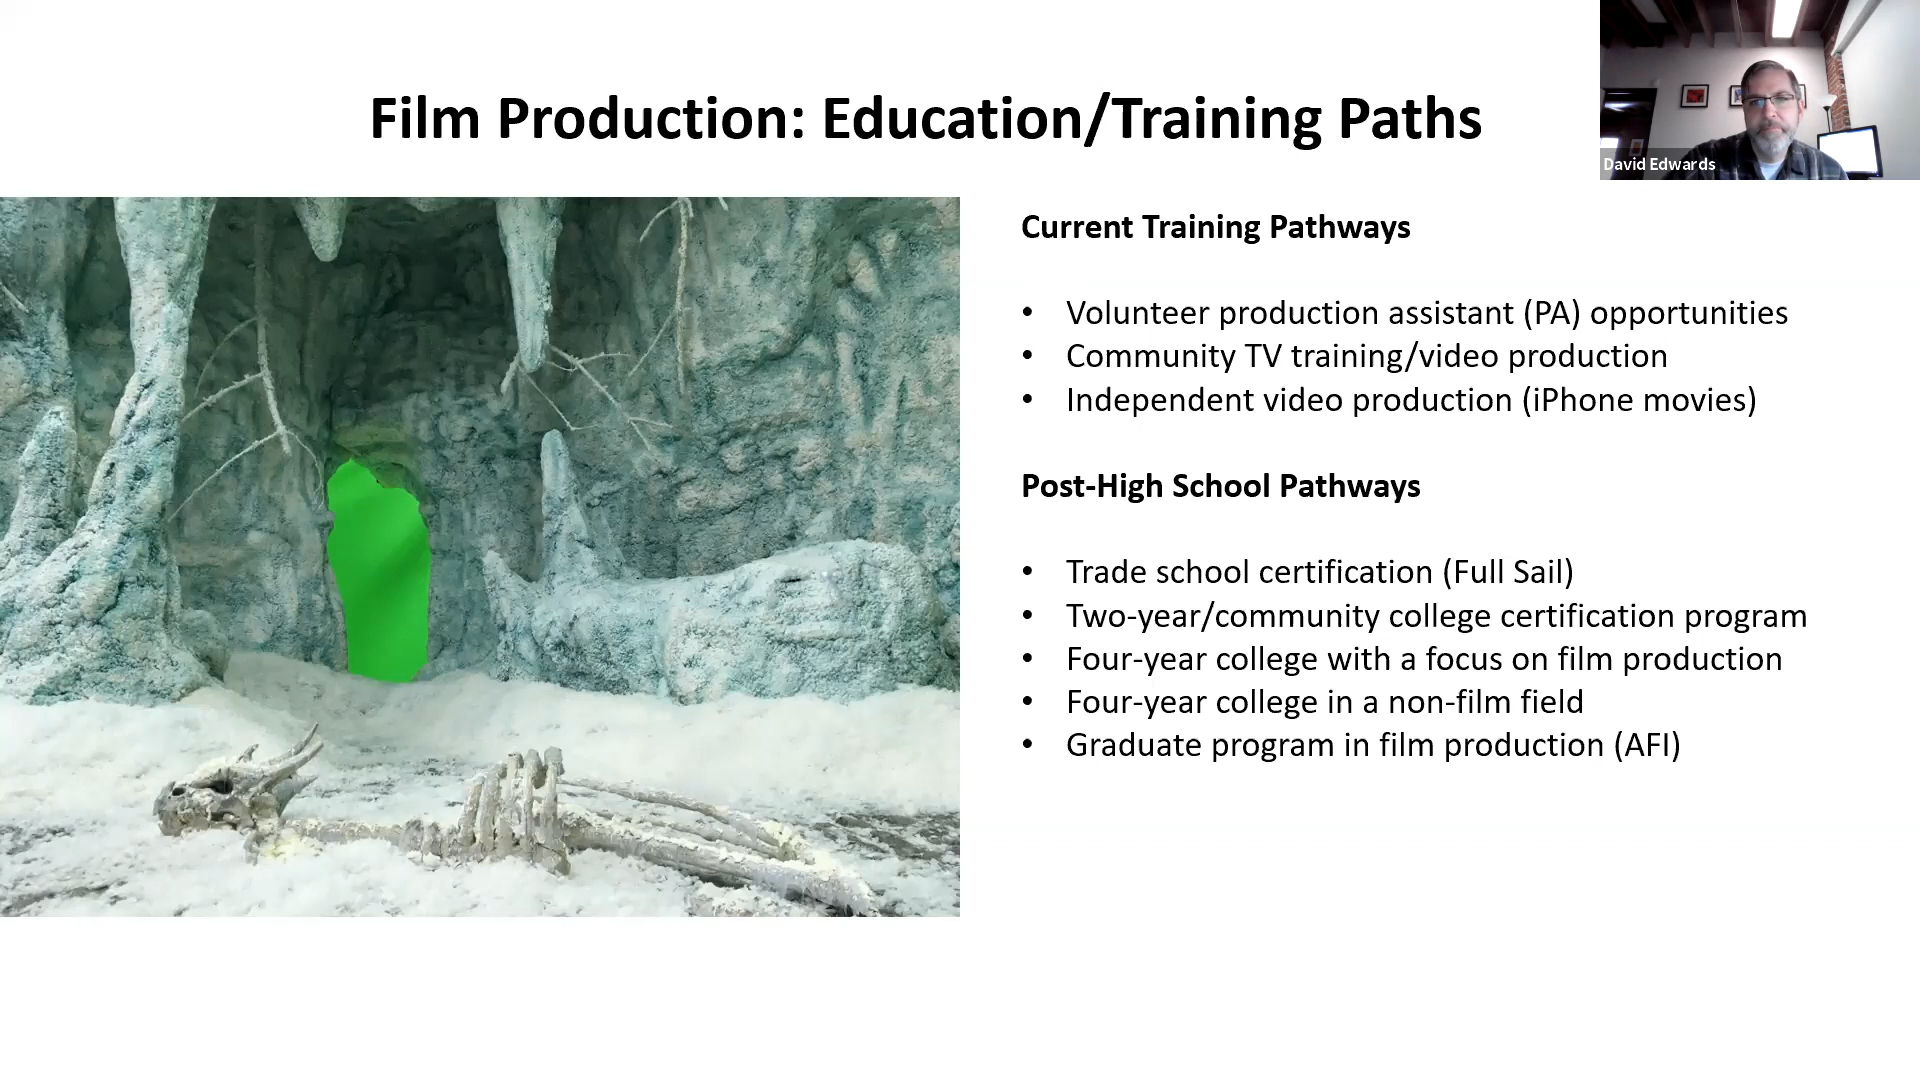 Film Production: Education/Training Paths
David Edwards
Current Training Pathways
• Volunteer production assistant (PA) opportunities
• Community TV training/video production
• Independent video production (iPhone movies)
Post-High School Pathways
• Trade school certification (Full Sail)
• Two-year/community college certification program
• Four-year college with a focus on film production
• Four-year college in a non-film field
• Graduate program in film production (AFI)